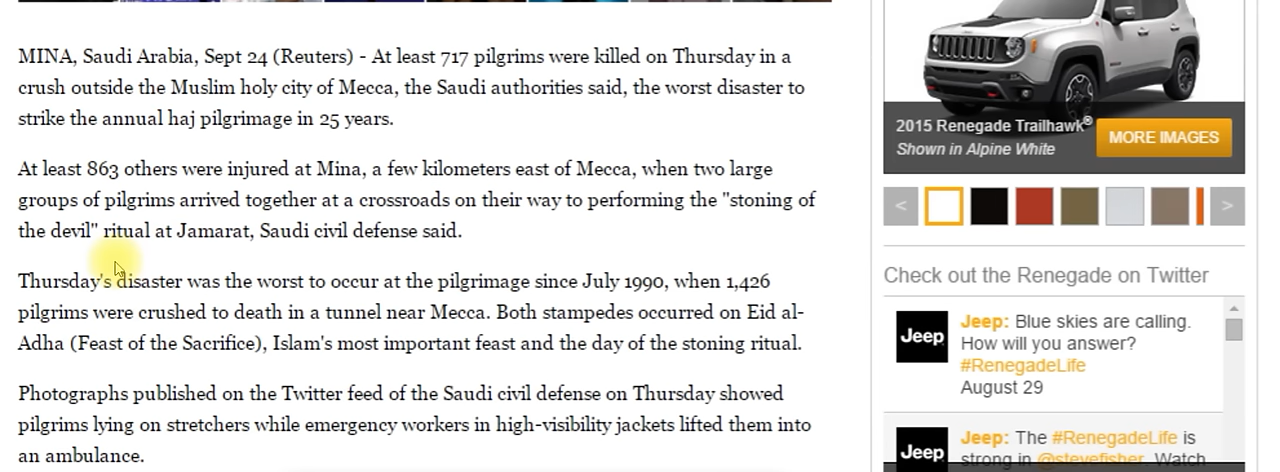 MINA, Saudi Arabia, Sept 24 (Reuters) - At least 717 pilgrims were killed on Thursday in a
crush outside the Muslim holy city of Mecca, the Saudi authorities said, the worst disaster to
strike the annual haj pilgrimage in 25 years.
At least 863 others were injured at Mina, a few kilometers east of Mecca, when two large
groups of pilgrims arrived together at a crossroads on their way to performing the "stoning of
the devil" ritual at Jamarat, Saudi civil defense said.
Thursday's disaster was the worst to occur at the pilgrimage since July 1990, when 1,426
pilgrims were crushed to death in a tunnel near Mecca. Both stampedes occurred on Eid al-
Adha (Feast of the Sacrifice), Islam's most important feast and the day of the stoning ritual.
Photographs published on the Twitter feed of the Saudi civil defense on Thursday showed
pilgrims lying on stretchers while emergency workers in high-visibility jackets lifted them into
an ambulance.
2015 Renegade Trailhawk®
Shown in Alpine White
MORE IMAGES
<
>
Check out the Renegade on Twitter
Jeep
Jeep: Blue skies are calling.
How will you answer?
#RenegadeLife
August 29
Jeep
Jeep: The #RenegadeLife is
strong in @stevefisher. Watch